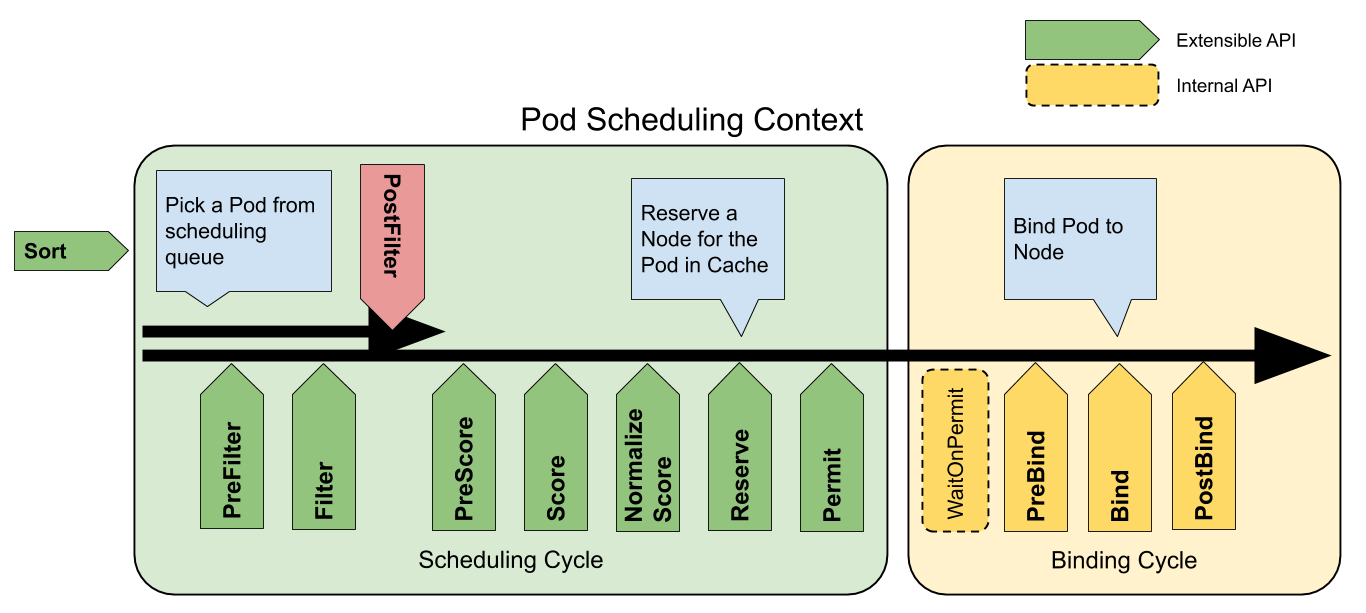 Extensible API
Internal API
Pod Scheduling Context
Sort
Pick a Pod from
scheduling
queue
PostFilter
Reserve a
Node for the
Pod in Cache
Bind Pod to
Node
PreFilter
Filter
PreScore
Score
Normalize
Score
Reserve
Permit
WaitOnPermit
PreBind
Bind
PostBind
Scheduling Cycle
Binding Cycle